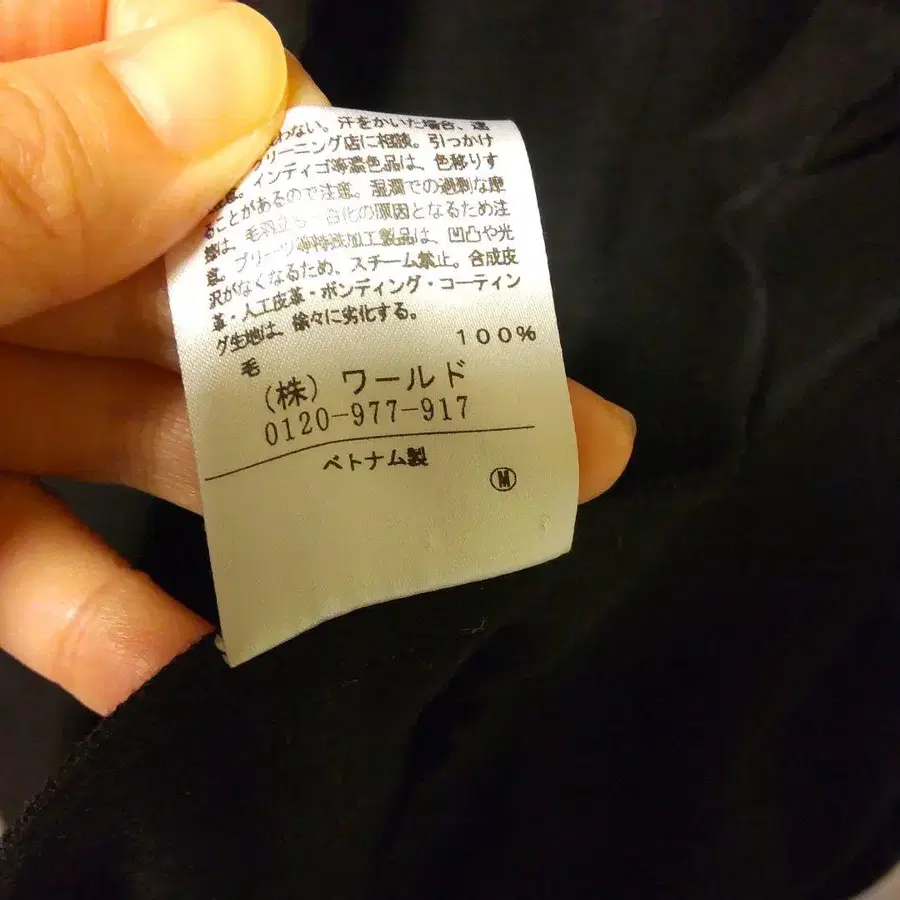 わない。汗をかいた場合、速
クリーニング店に相談。引っかけ
意。インディゴ等濃色品は、色移りす
ることがあるので注意。湿潤での過剰な摩
擦は、毛羽立ち・白化の原因となるため注
意。プリーツ等特殊加工製品は、凹凸や光
沢がなくなるため、スチーム禁止。合成皮
革・人工皮革・ボンディング・コーティン
グ生地は、徐々に劣化する。
毛 100%
(株) ワールド
0120-977-917
ベトナム製
Ⓜ